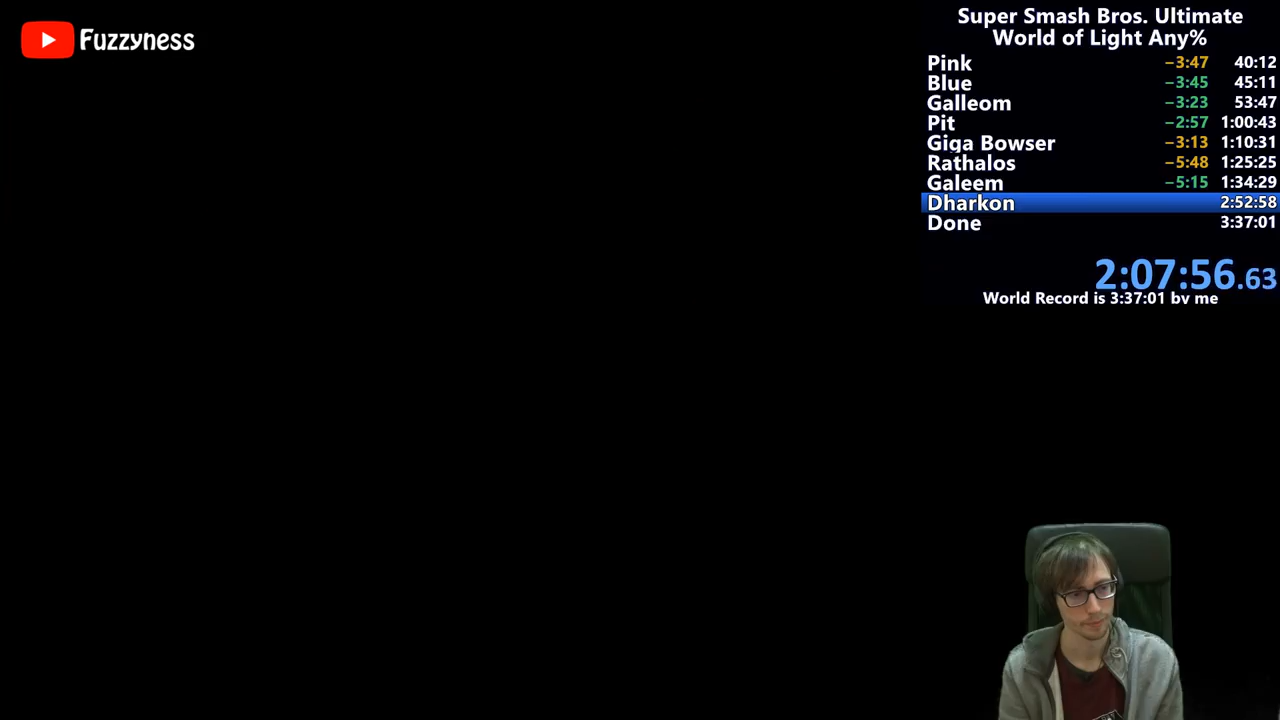 Fuzzyness
Super Smash Bros. Ultimate
World of Light Any%
Pink −3:47 40:12
Blue −3:45 45:11
Galleom −3:23 53:47
Pit −2:57 1:00:43
Giga Bowser −3:13 1:10:31
Rathalos −5:48 1:25:25
Galeem −5:15 1:34:29
Dharkon 2:52:58
Done 3:37:01
2:07:56.63
World Record is 3:37:01 by me